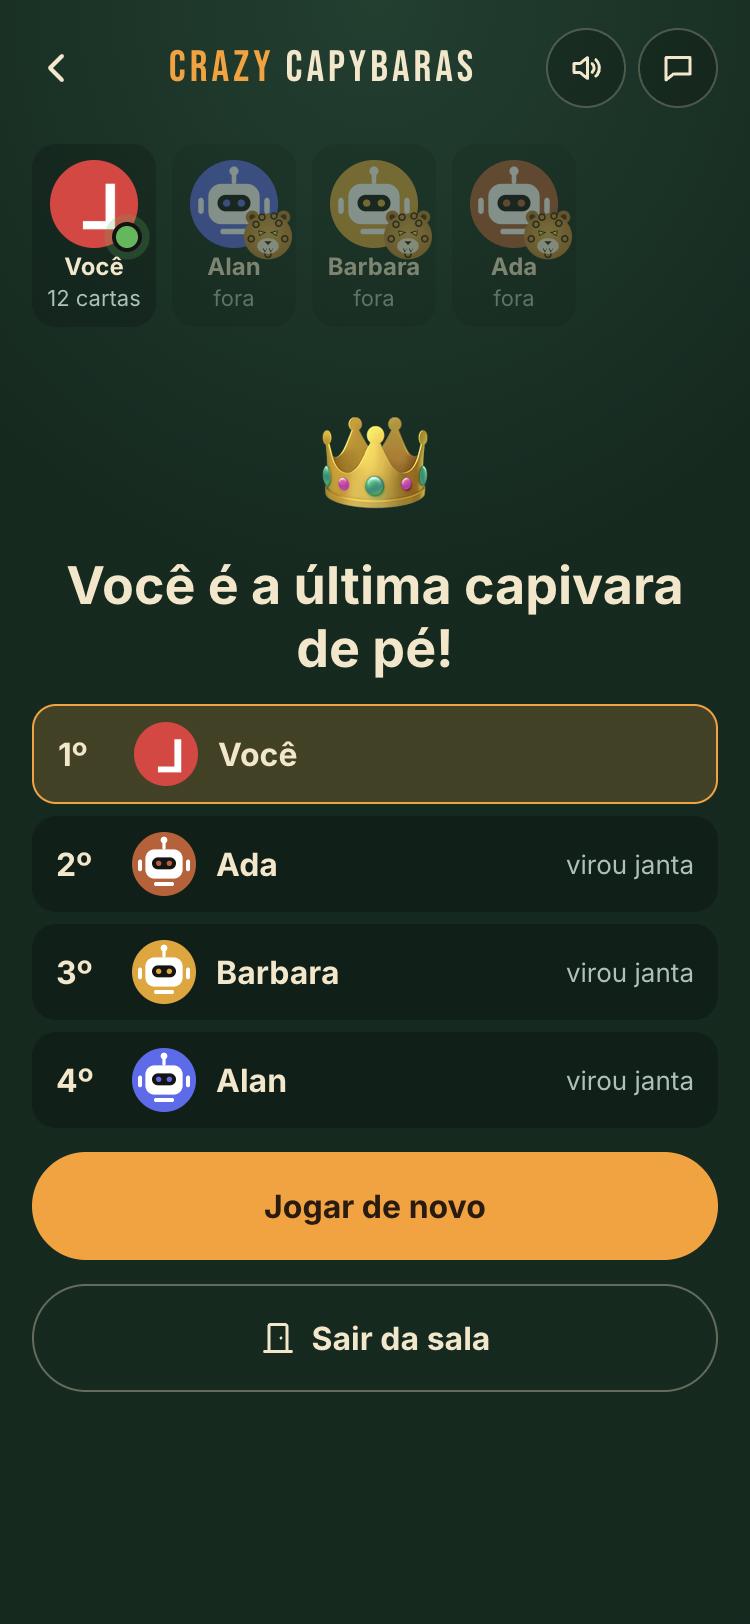 CRAZY CAPYBARAS
Você
12 cartas
Alan
fora
Barbara
fora
Ada
fora
Você é a última capivara
de pé!
1º Você
2º Ada virou janta
3º Barbara virou janta
4º Alan virou janta
Jogar de novo
Sair da sala